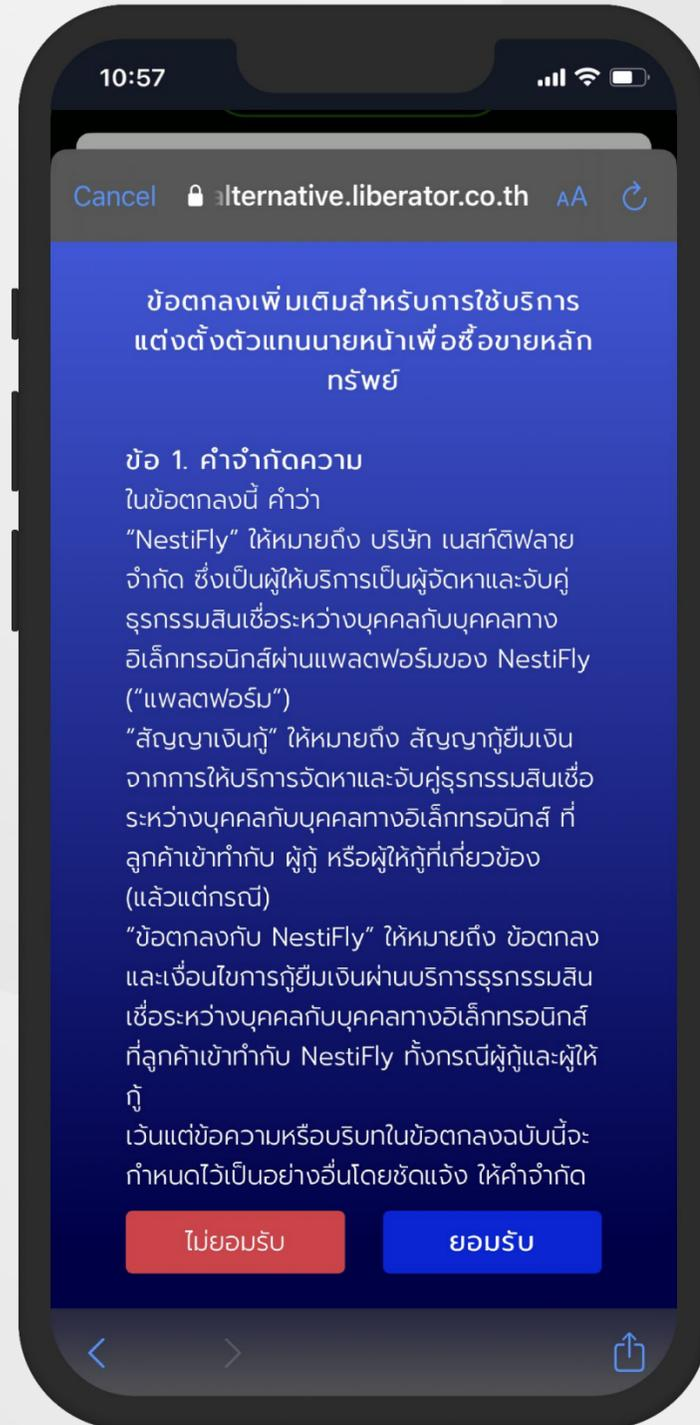 10:57
Cancel alternative.liberator.co.th AA
ข้อตกลงเพิ่มเติมสำหรับการใช้บริการ
แต่งตั้งตัวแทนนายหน้าเพื่อซื้อขายหลัก
ทรัพย์
ข้อ 1. คำจำกัดความ
ในข้อตกลงนี้ คำว่า
“NestiFly” ให้หมายถึง บริษัท เนสท์ติฟลาย
จำกัด ซึ่งเป็นผู้ให้บริการเป็นผู้จัดหาและจับคู่
ธุรกรรมสินเชื่อระหว่างบุคคลกับบุคคลทาง
อิเล็กทรอนิกส์ผ่านแพลตฟอร์มของ NestiFly
(“แพลตฟอร์ม”)
“สัญญาเงินกู้” ให้หมายถึง สัญญากู้ยืมเงิน
จากการให้บริการจัดหาและจับคู่ธุรกรรมสินเชื่อ
ระหว่างบุคคลกับบุคคลทางอิเล็กทรอนิกส์ ที่
ลูกค้าเข้าทำกับ ผู้กู้ หรือผู้ให้กู้ที่เกี่ยวข้อง
(แล้วแต่กรณี)
“ข้อตกลงกับ NestiFly” ให้หมายถึง ข้อตกลง
และเงื่อนไขการกู้ยืมเงินผ่านบริการธุรกรรมสิน
เชื่อระหว่างบุคคลกับบุคคลทางอิเล็กทรอนิกส์
ที่ลูกค้าเข้าทำกับ NestiFly ทั้งกรณีผู้กู้และผู้ให้
กู้
เว้นแต่ข้อความหรือบริบทในข้อตกลงฉบับนี้จะ
กำหนดไว้เป็นอย่างอื่นโดยชัดแจ้ง ให้คำจำกัด
ไม่ยอมรับ ยอมรับ